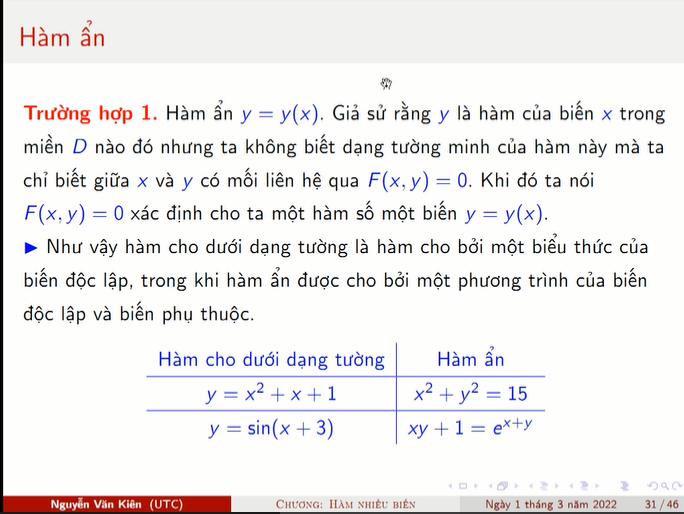 Hàm ẩn
Trường hợp 1. Hàm ẩn y = y(x). Giả sử rằng y là hàm của biến x trong
miền D nào đó nhưng ta không biết dạng tường minh của hàm này mà ta
chỉ biết giữa x và y có mối liên hệ qua F(x, y) = 0. Khi đó ta nói
F(x, y) = 0 xác định cho ta một hàm số một biến y = y(x).
▶ Như vậy hàm cho dưới dạng tường là hàm cho bởi một biểu thức của
biến độc lập, trong khi hàm ẩn được cho bởi một phương trình của biến
độc lập và biến phụ thuộc.
Hàm cho dưới dạng tường Hàm ẩn
y = x² + x + 1 x² + y² = 15
y = sin(x + 3) xy + 1 = eˣ⁺ʸ
Nguyễn Văn Kiên (UTC) Chương: Hàm nhiều biến Ngày 1 tháng 3 năm 2022 31 / 46